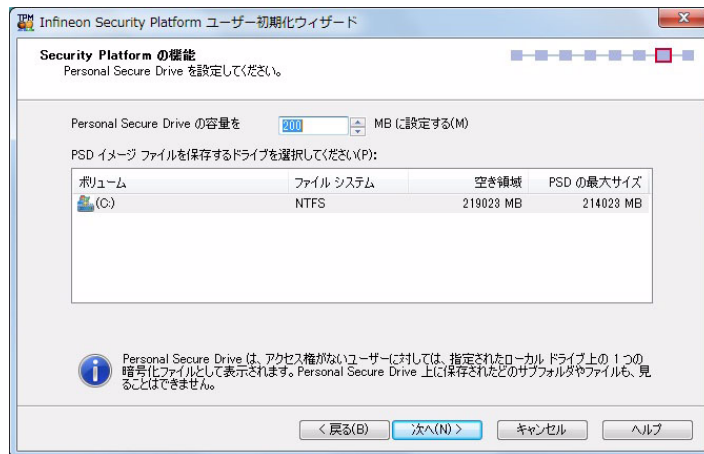 Infineon Security Platform ユーザー初期化ウィザード
Security Platform の機能
Personal Secure Drive を設定してください。
Personal Secure Drive の容量を 200 MB に設定する(M)
PSD イメージ ファイルを保存するドライブを選択してください(P):
ボリューム ファイル システム 空き領域 PSD の最大サイズ
(C:) NTFS 219023 MB 214023 MB
Personal Secure Drive は、アクセス権がないユーザーに対しては、指定されたローカル ドライブ上の 1 つの
暗号化ファイルとして表示されます。Personal Secure Drive 上に保存されたどのサブフォルダやファイルも、見
ることはできません。
< 戻る(B) 次へ(N) > キャンセル ヘルプ